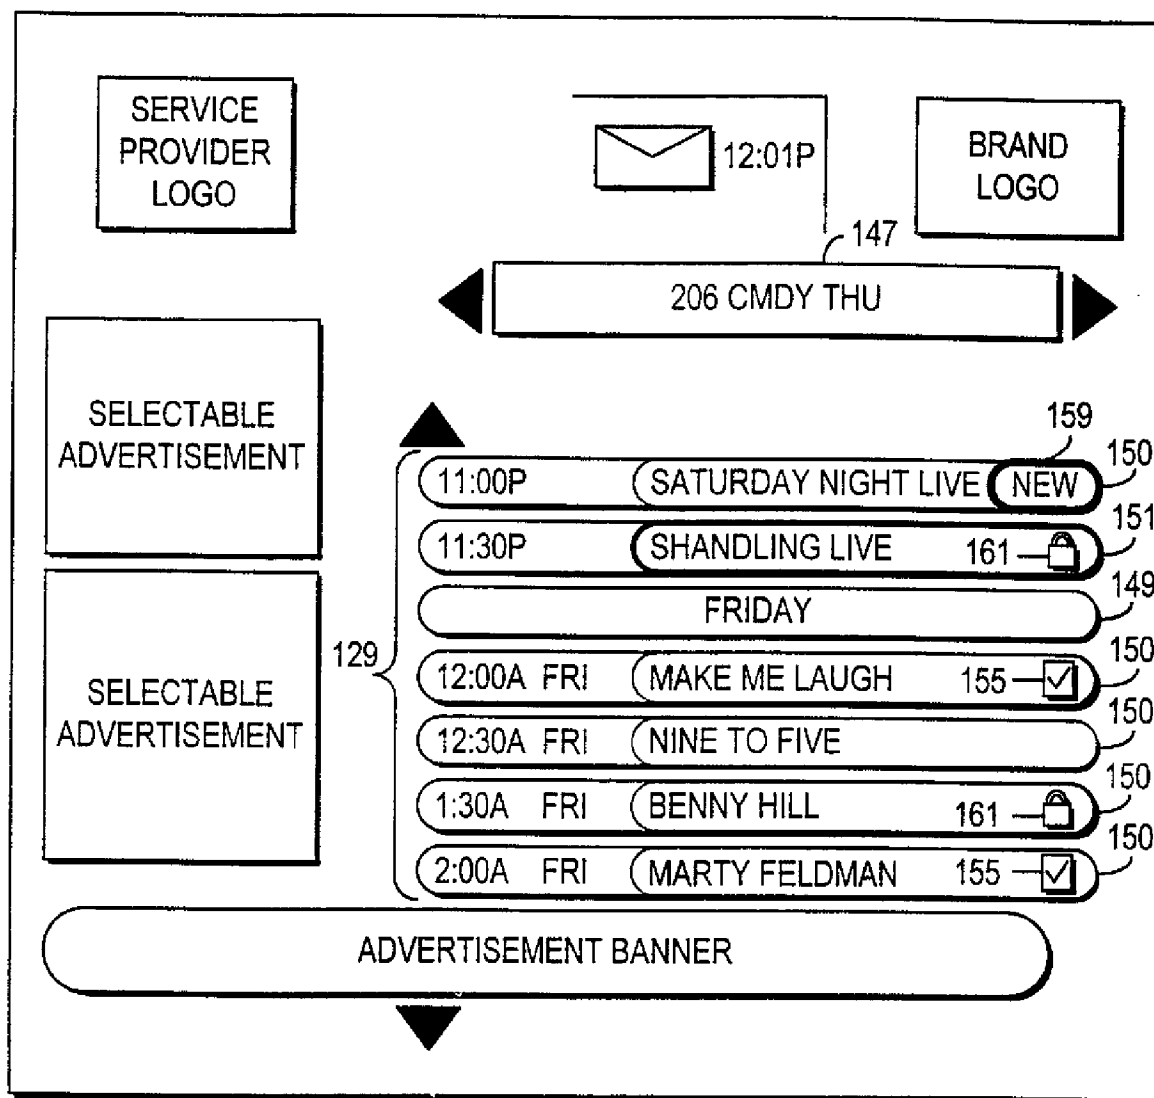 SERVICE
PROVIDER
LOGO
12:01P
BRAND
LOGO
147
206 CMDY THU
SELECTABLE
ADVERTISEMENT
159
11:00P SATURDAY NIGHT LIVE NEW 150
11:30P SHANDLING LIVE 161 151
FRIDAY 149
129
12:00A FRI MAKE ME LAUGH 155 150
12:30A FRI NINE TO FIVE 150
1:30A FRI BENNY HILL 161 150
2:00A FRI MARTY FELDMAN 155 150
SELECTABLE
ADVERTISEMENT
ADVERTISEMENT BANNER